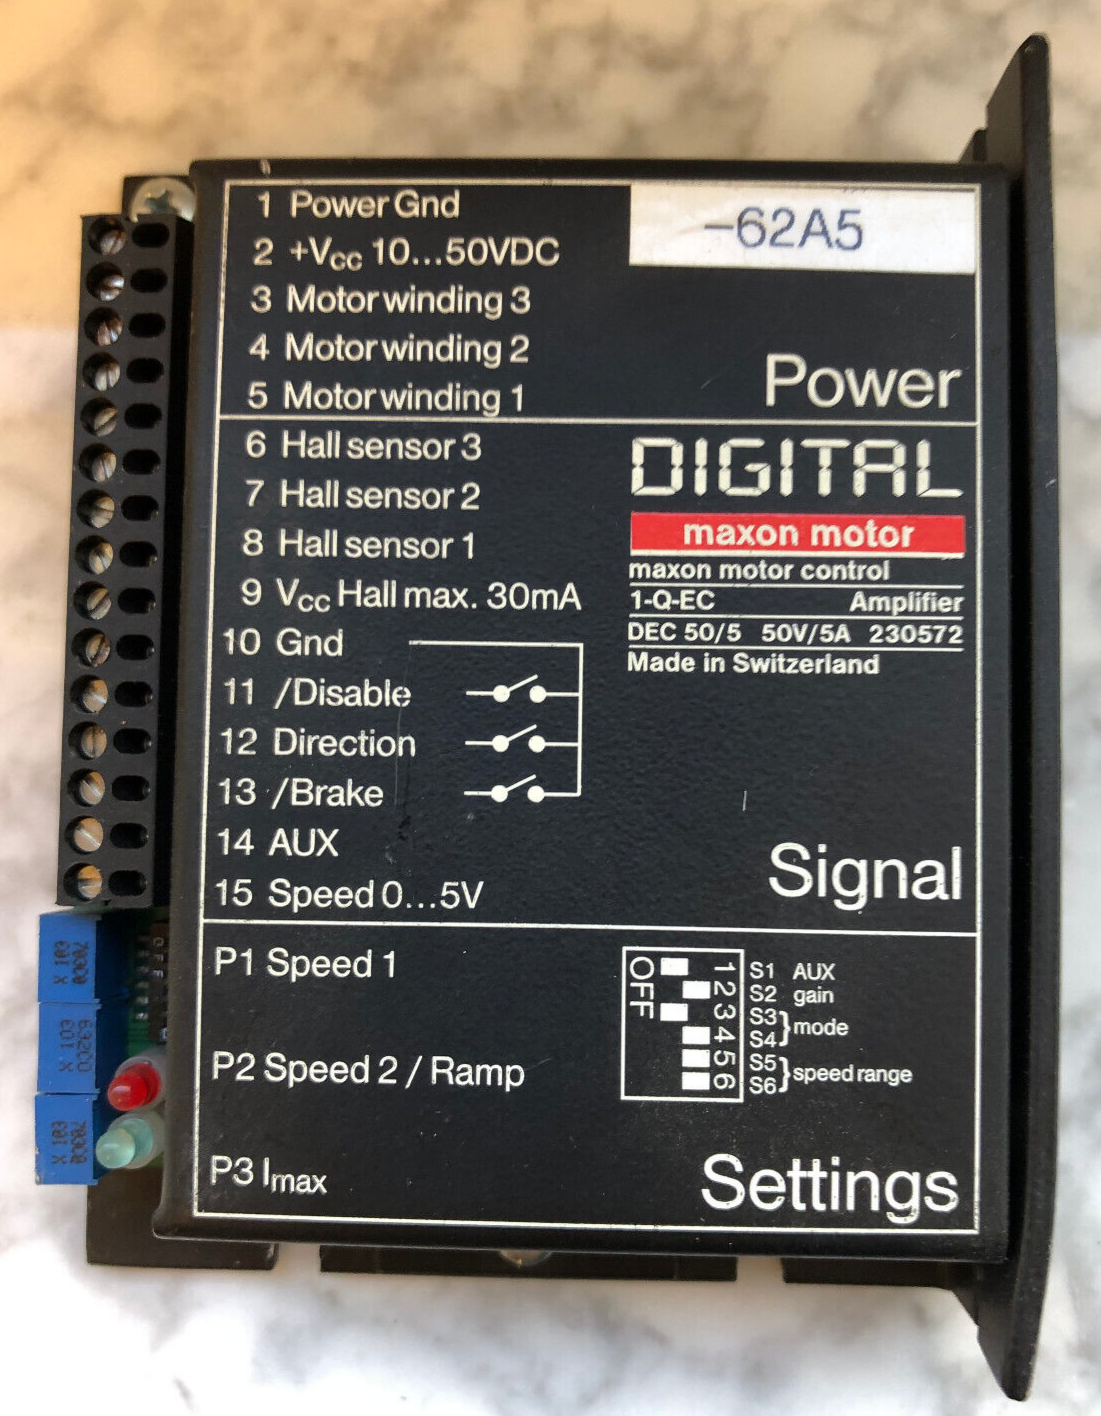 1 Power Gnd
2 +Vcc 10...50VDC
3 Motor winding 3
4 Motor winding 2
5 Motor winding 1
-62A5
Power
6 Hall sensor 3
7 Hall sensor 2
8 Hall sensor 1
9 Vcc Hall max. 30mA
10 Gnd
11 /Disable
12 Direction
13 /Brake
14 AUX
15 Speed 0...5V
DIGITAL
maxon motor
maxon motor control
1-Q-EC Amplifier
DEC 50/5 50V/5A 230572
Made in Switzerland
Signal
P1 Speed 1
P2 Speed 2 / Ramp
P3 Imax
OFF
1 S1 AUX
2 S2 gain
3 S3
4 S4
mode
5 S5
6 S6
speed range
Settings
X 103
X 103
X 103